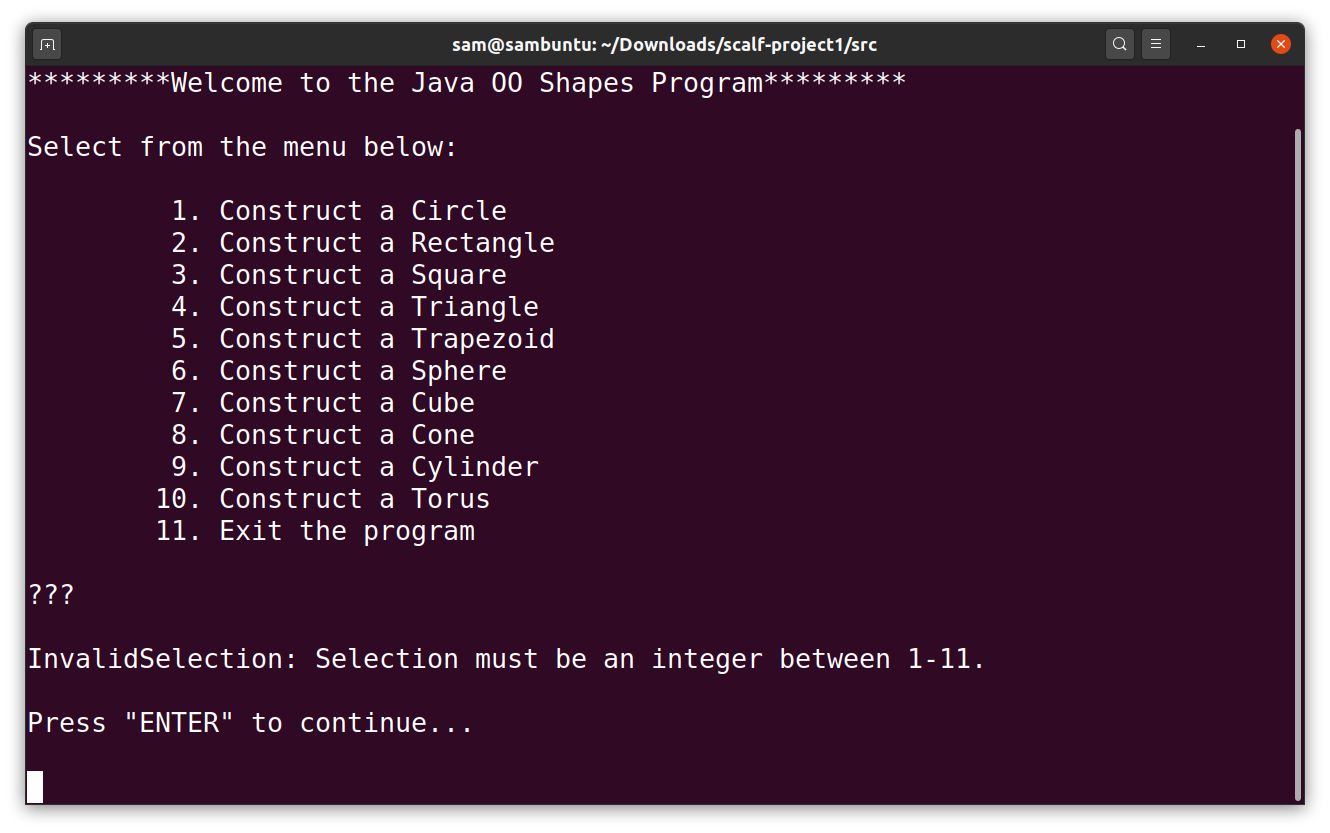 sam@sambuntu: ~/Downloads/scalf-project1/src
*********Welcome to the Java OO Shapes Program*********
Select from the menu below:
1. Construct a Circle
2. Construct a Rectangle
3. Construct a Square
4. Construct a Triangle
5. Construct a Trapezoid
6. Construct a Sphere
7. Construct a Cube
8. Construct a Cone
9. Construct a Cylinder
10. Construct a Torus
11. Exit the program
???
InvalidSelection: Selection must be an integer between 1-11.
Press "ENTER" to continue...